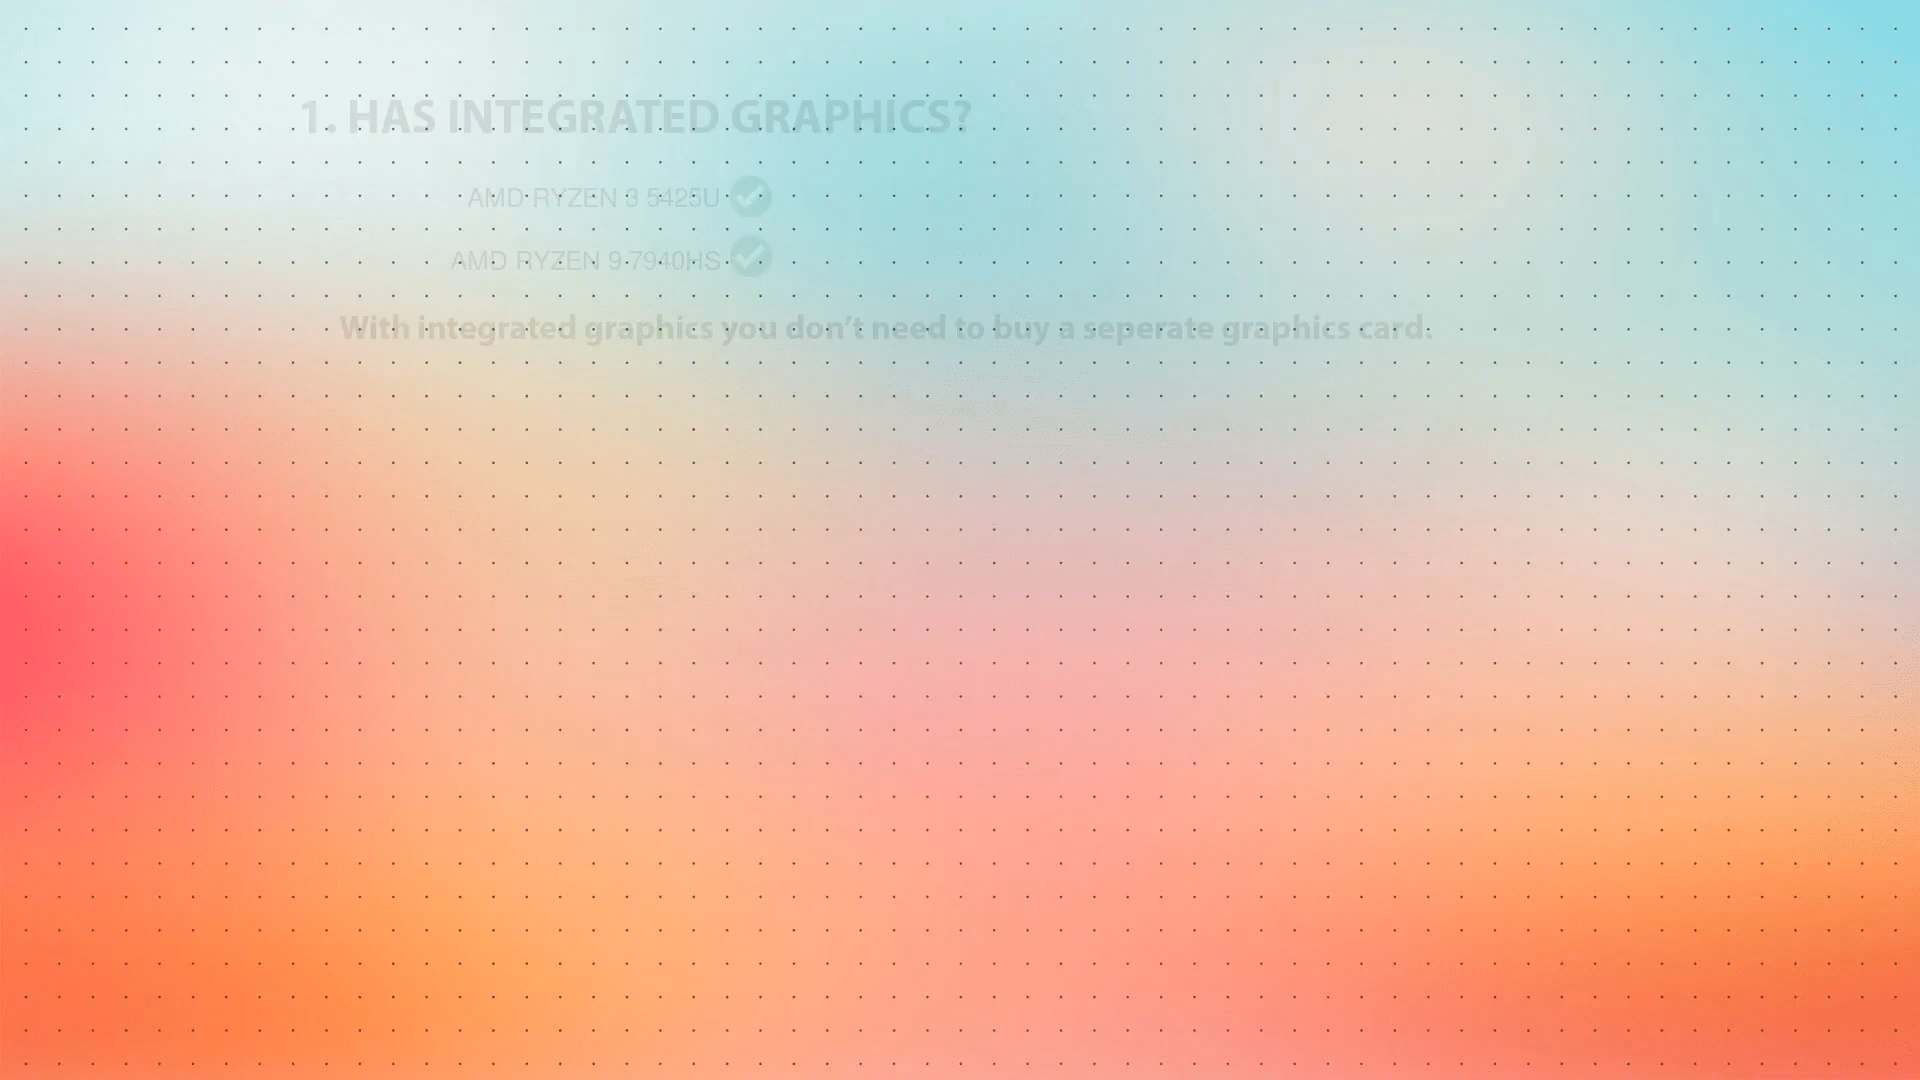 1. HAS INTEGRATED GRAPHICS?
AMD RYZEN 3 5425U
AMD RYZEN 9 7940HS
With integrated graphics you don’t need to buy a seperate graphics card.